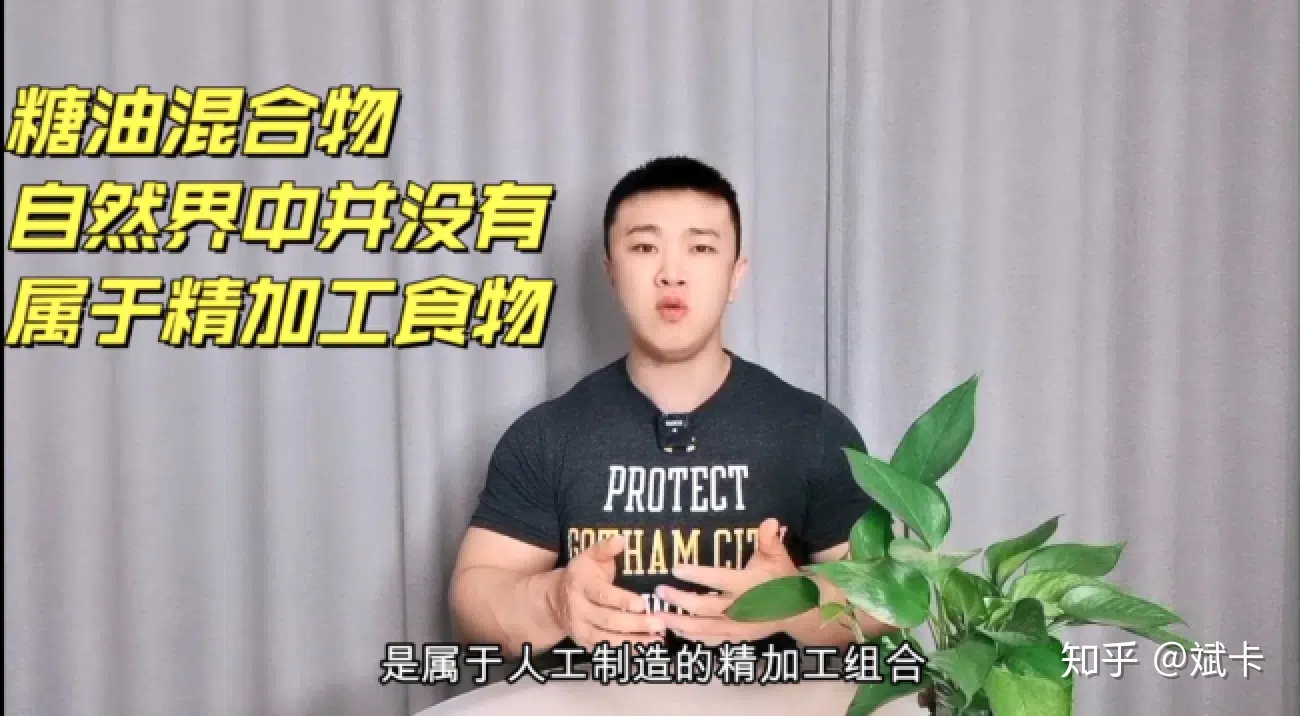 糖油混合物
自然界中并没有
属于精加工食物
PROTECT
GOTHAM CITY
是属于人工制造的精加工组合
知乎 @斌卡